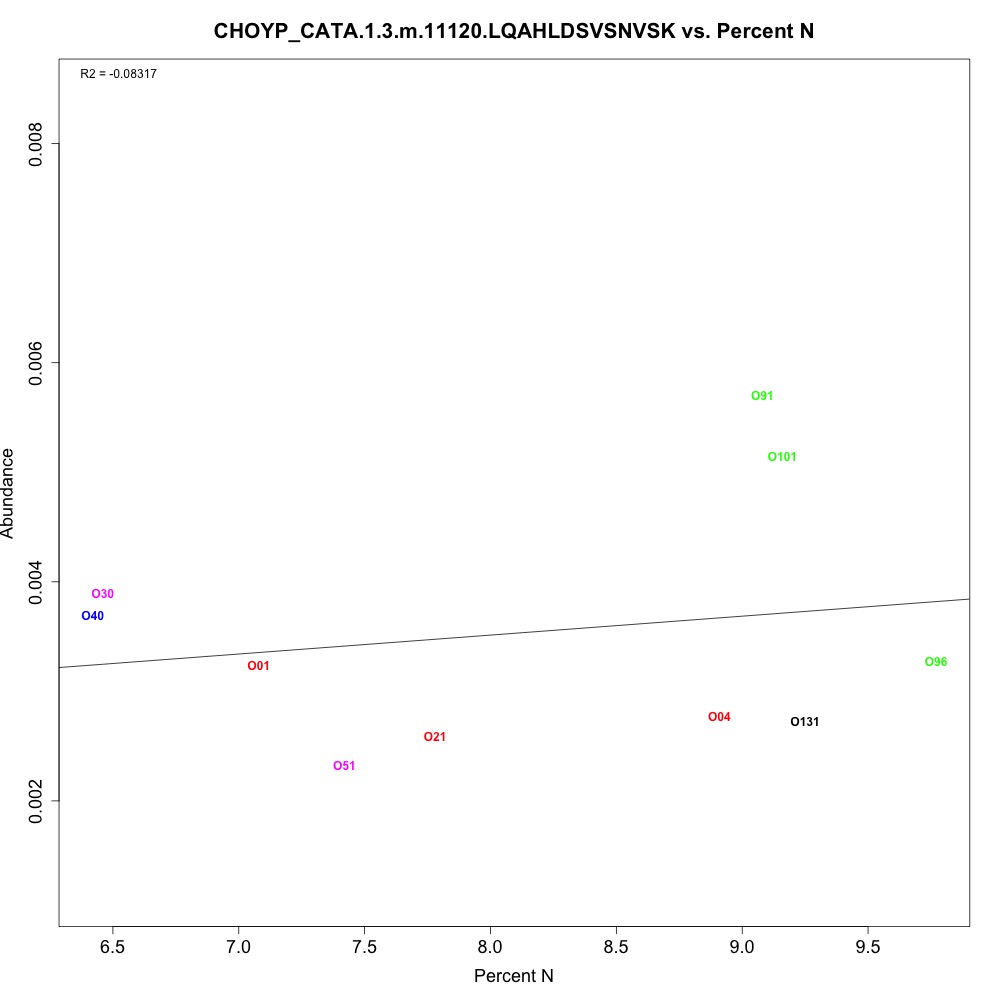 CHOYP_CATA.1.3.m.11120.LQAHLDSVSNVSK vs. Percent N
R2 = -0.08317
0.008
0.006
0.004
0.002
Abundance
O91
O101
O30
O40
O01
O96
O04
O131
O21
O51
6.5 7.0 7.5 8.0 8.5 9.0 9.5
Percent N